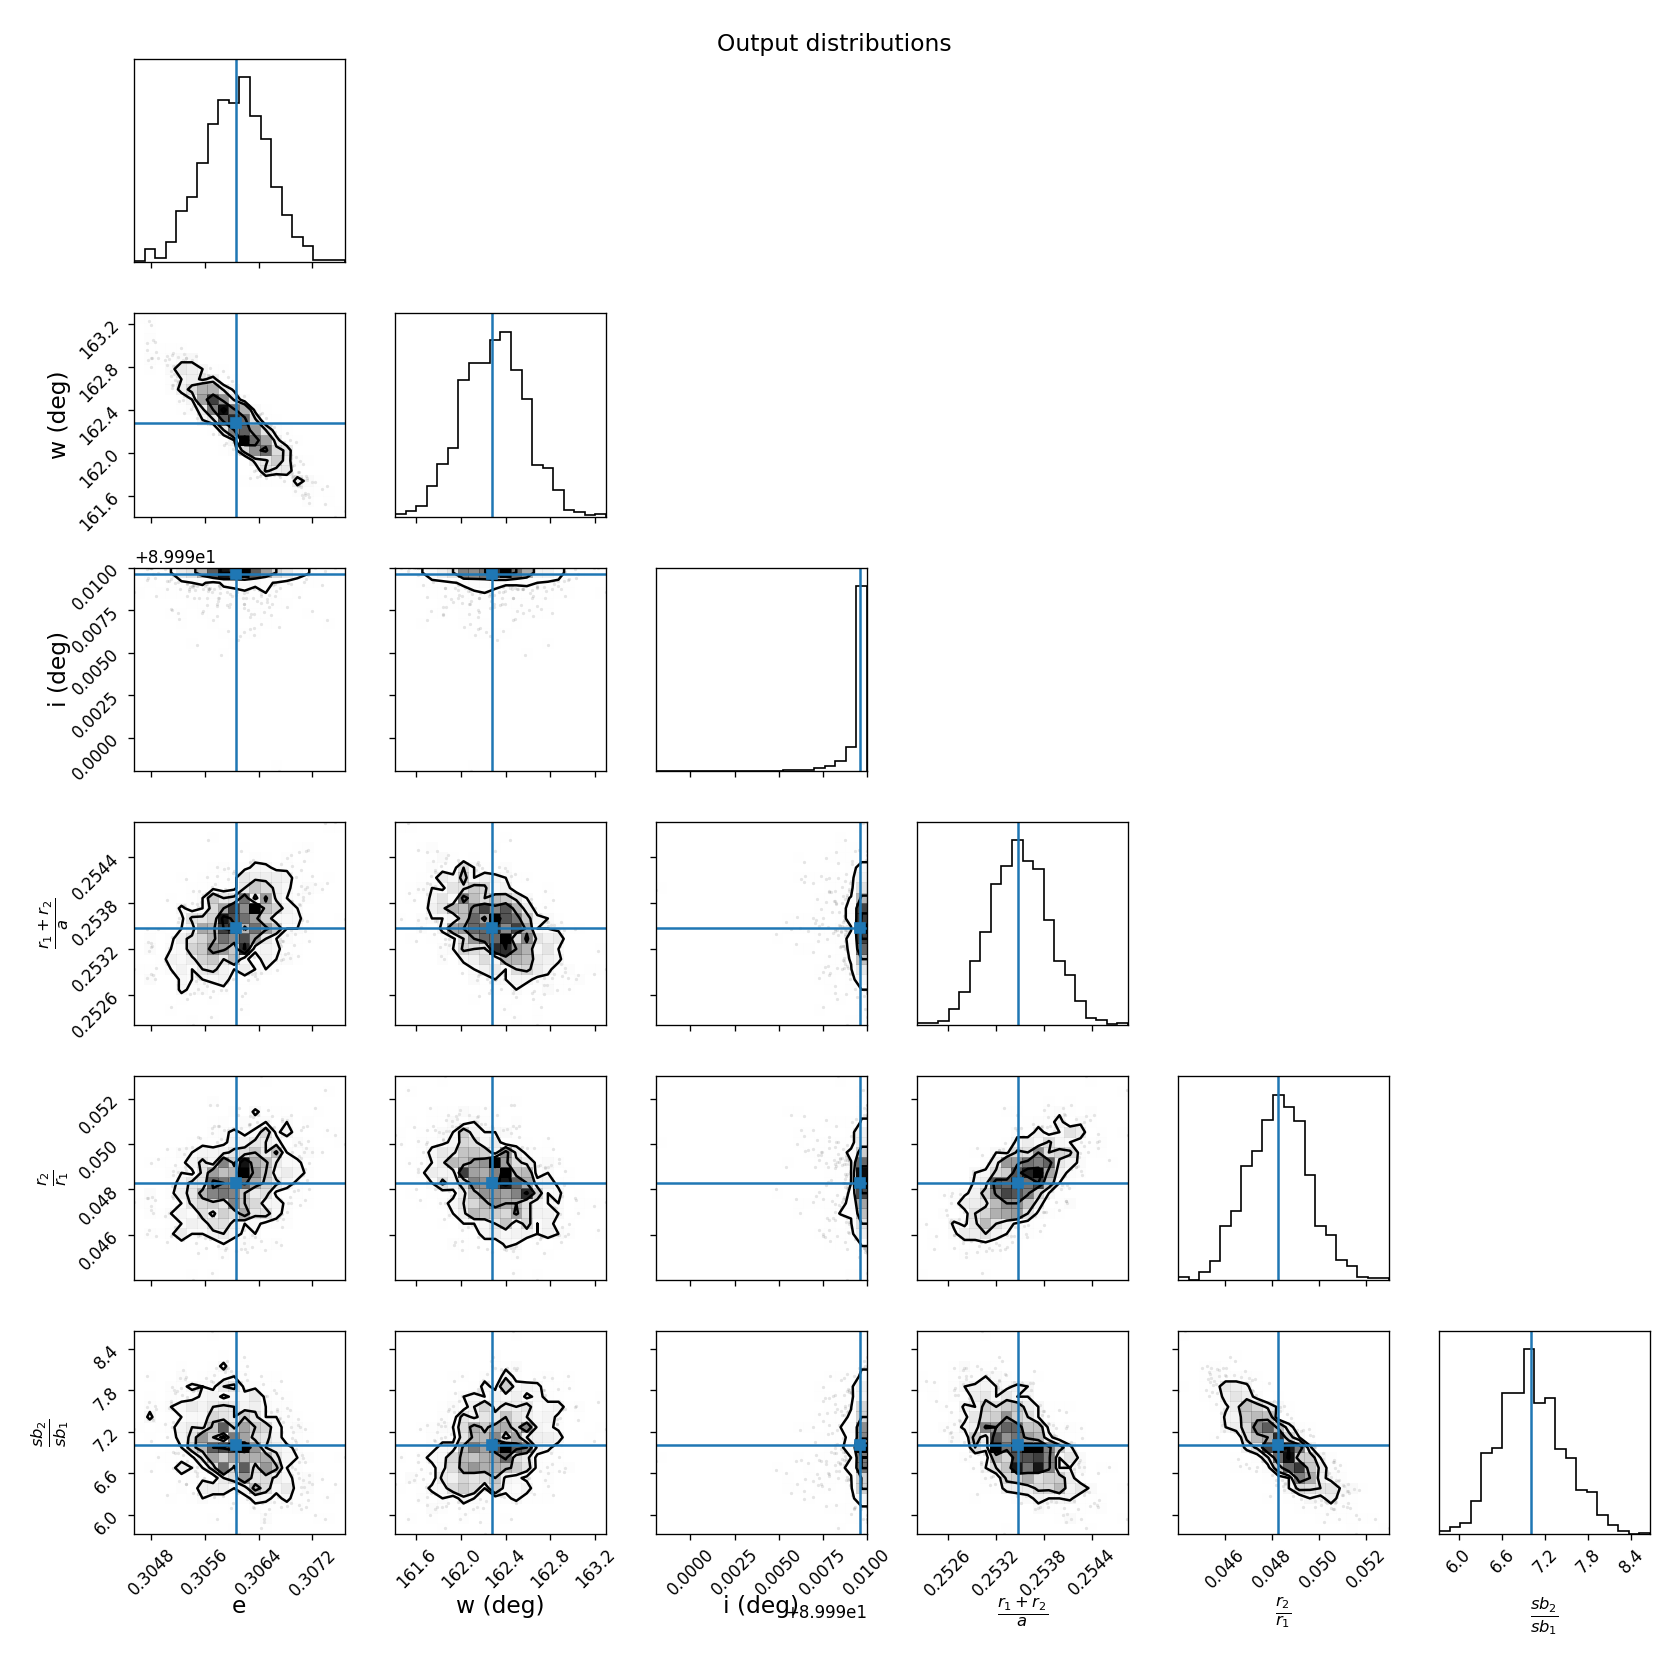 Output distributions
163.2
162.8
162.4
162.0
161.6
w (deg)
+8.999e1
0.0100
0.0075
0.0050
0.0025
0.0000
i (deg)
0.2544
0.2538
0.2532
0.2526
r₁ + r₂
a
0.052
0.050
0.048
0.046
r₂
r₁
8.4
7.8
7.2
6.6
6.0
sb₂
sb₁
0.3048 0.3056 0.3064 0.3072
161.6 162.0 162.4 162.8 163.2
0.0000 0.0025 0.0050 0.0075 0.0100
0.2526 0.2532 0.2538 0.2544
0.046 0.048 0.050 0.052
6.0 6.6 7.2 7.8 8.4
e
w (deg)
i (deg)
+8.999e1
r₁ + r₂
a
r₂
r₁
sb₂
sb₁